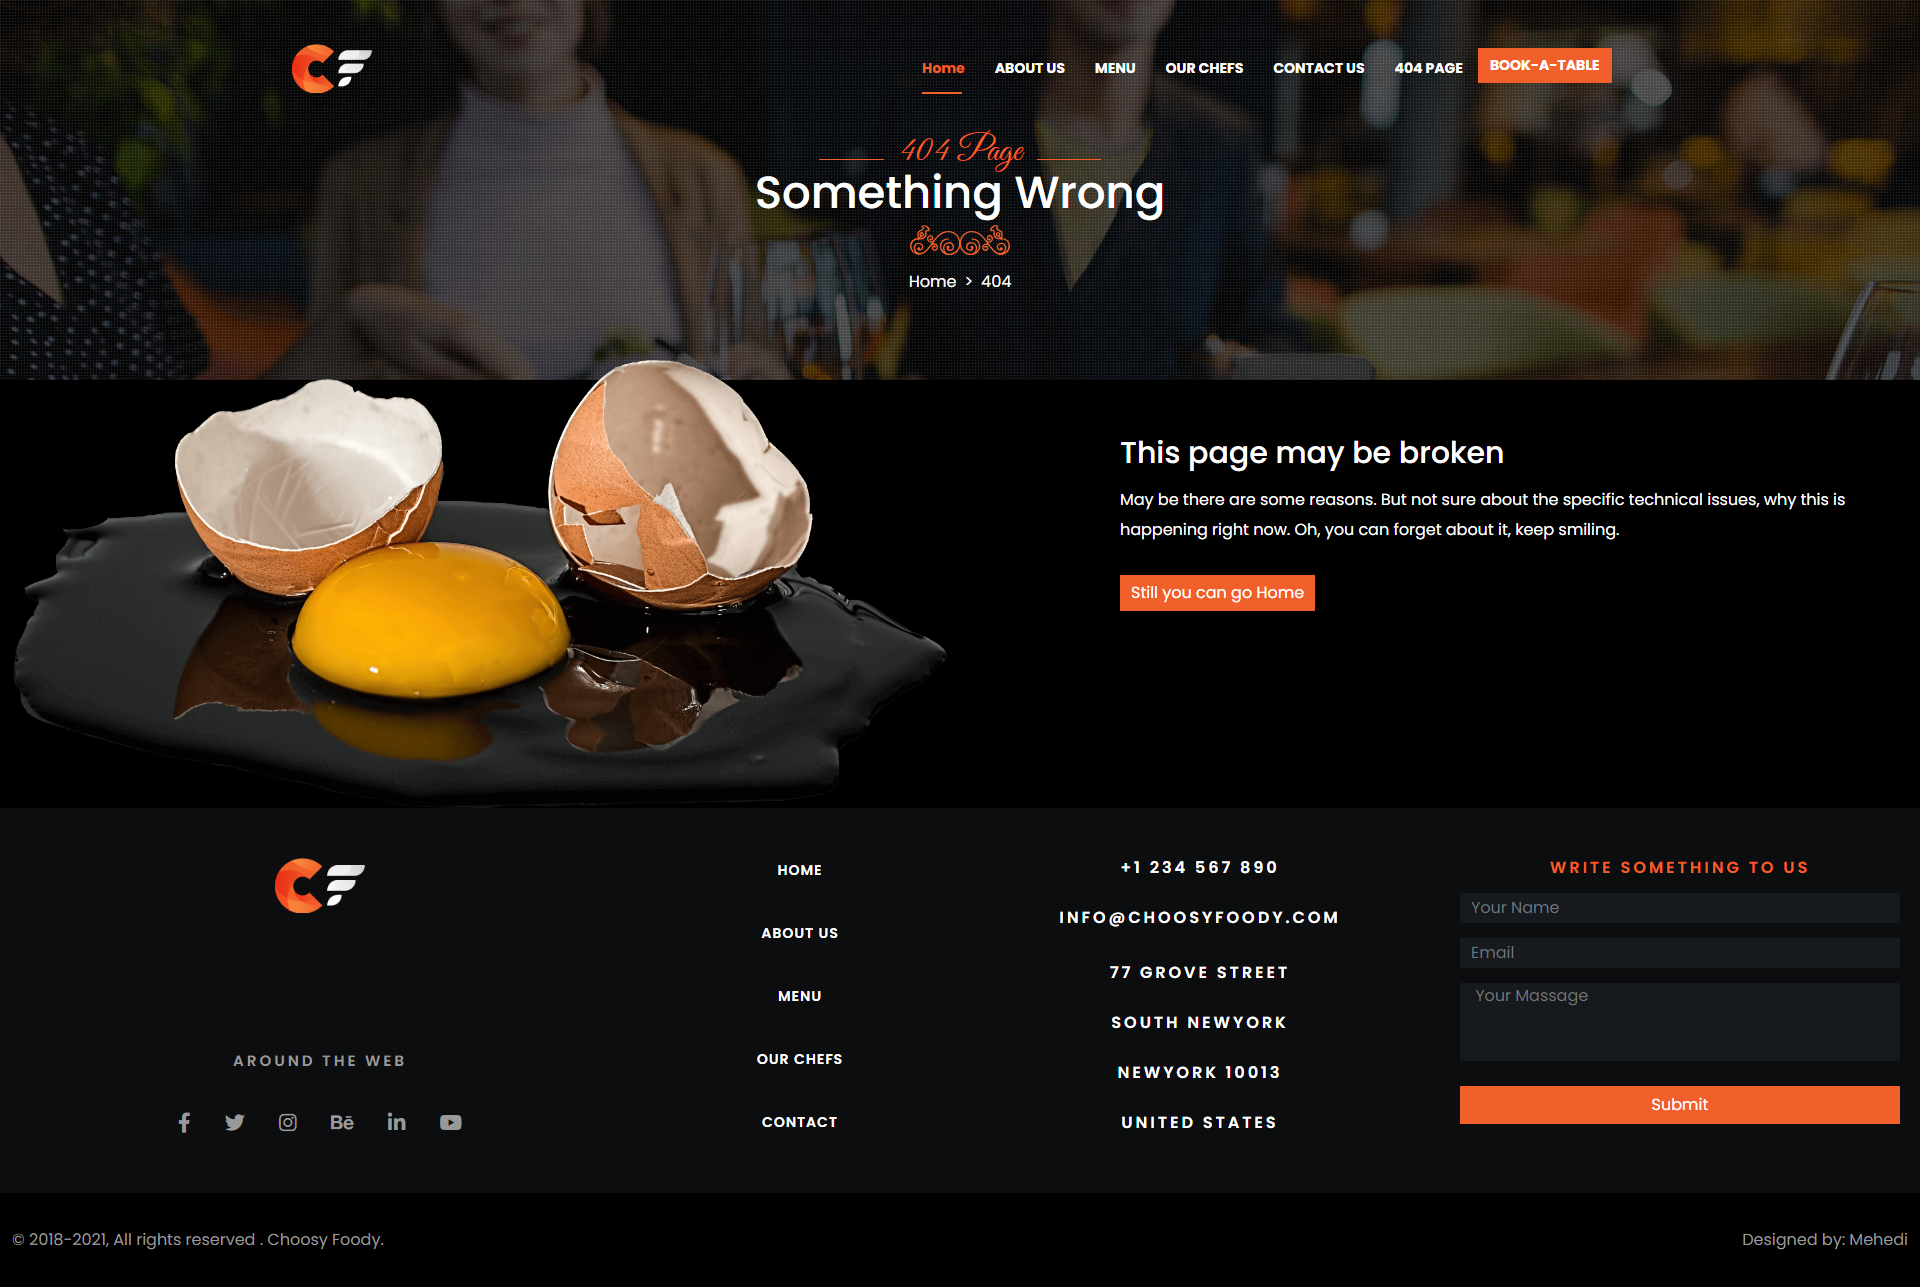 CF
Home ABOUT US MENU OUR CHEFS CONTACT US 404 PAGE BOOK-A-TABLE
404 Page
Something Wrong
Home > 404
This page may be broken
May be there are some reasons. But not sure about the specific technical issues, why this is
happening right now. Oh, you can forget about it, keep smiling.
Still you can go Home
CF
AROUND THE WEB
Bē
HOME
ABOUT US
MENU
OUR CHEFS
CONTACT
+1 234 567 890
INFO@CHOOSYFOODY.COM
77 GROVE STREET
SOUTH NEWYORK
NEWYORK 10013
UNITED STATES
WRITE SOMETHING TO US
Your Name
Email
Your Massage
Submit
© 2018-2021, All rights reserved . Choosy Foody.
Designed by: Mehedi